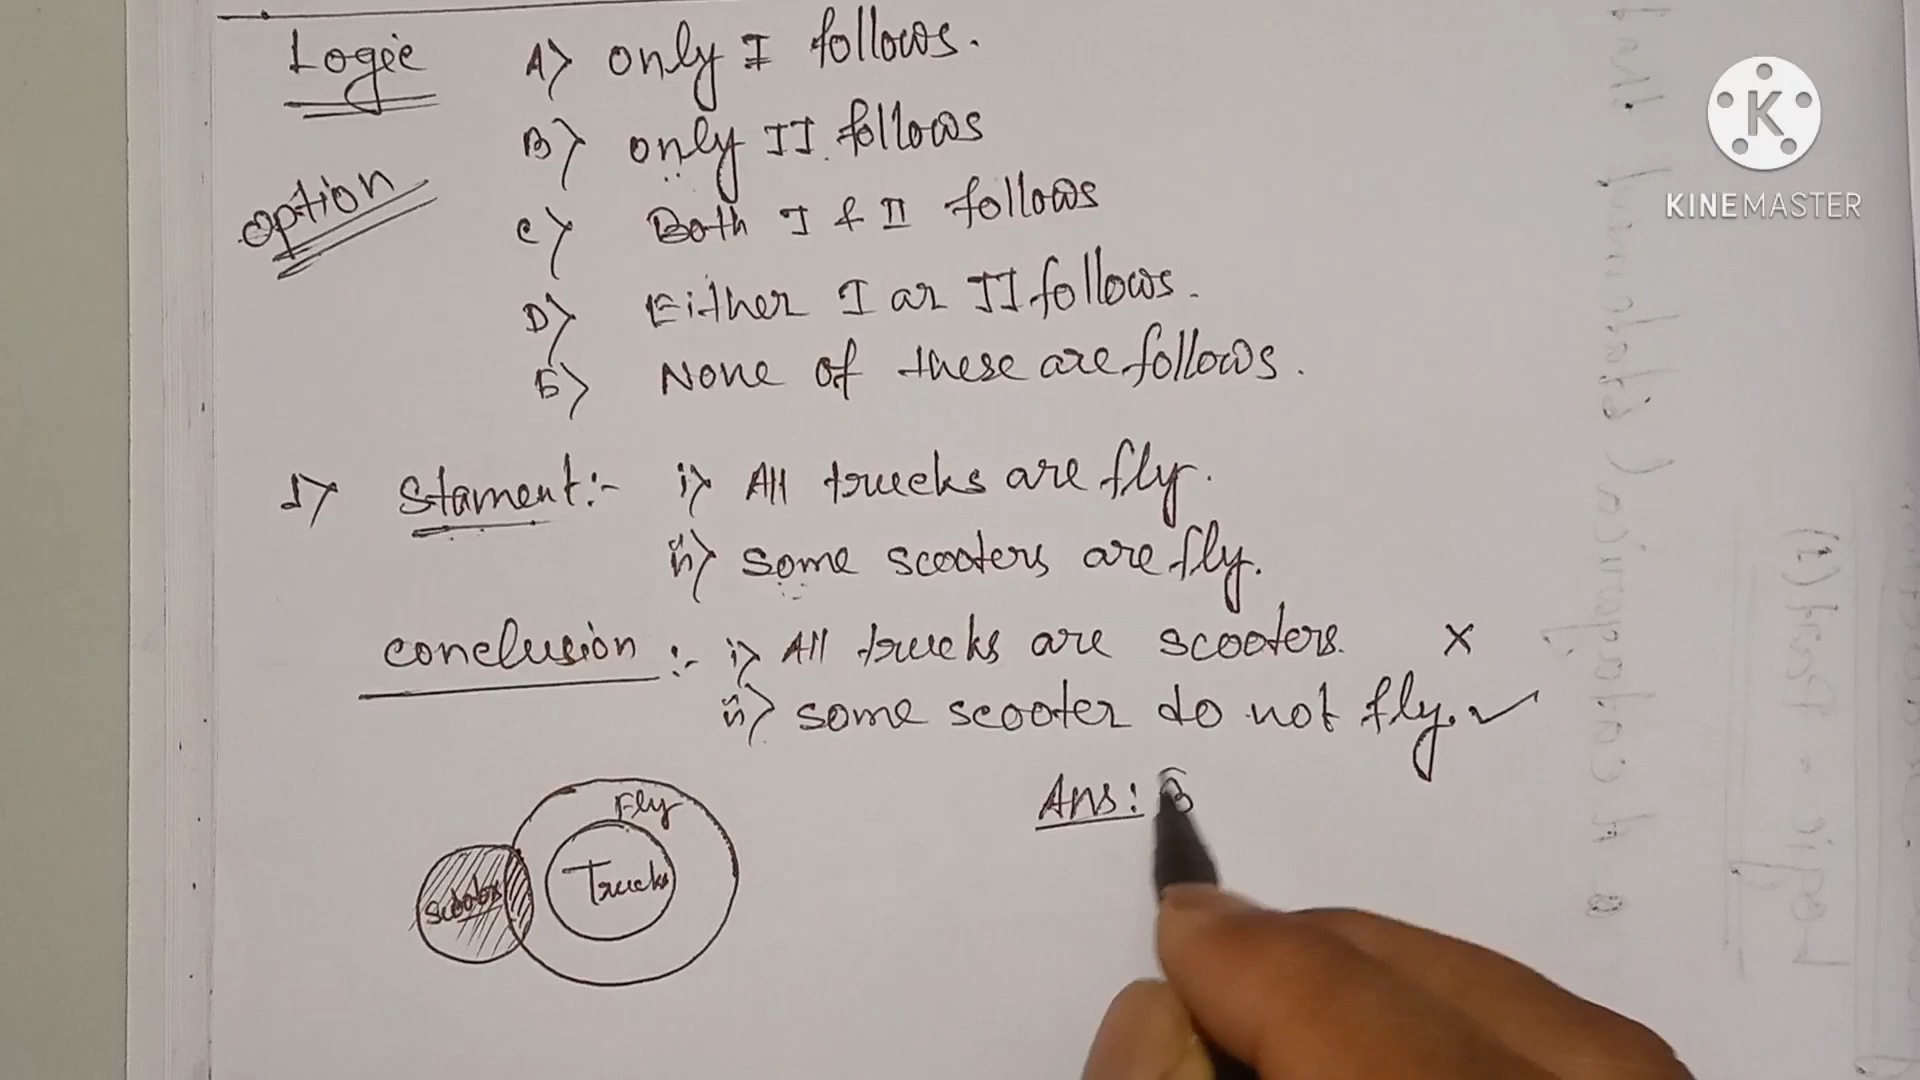 Logic A) only I follows.
B) only II follows
option
C) Both I & II follows
D) Either I ar II follows.
E) None of these are follows.
1) Stament:- i) All trucks are fly.
ii) some scooters are fly.
conclusion:- i) All trucks are scooters. X
ii) some scooter do not fly. ✓
Ans: B
Fly
Trucks
K
KINEMASTER